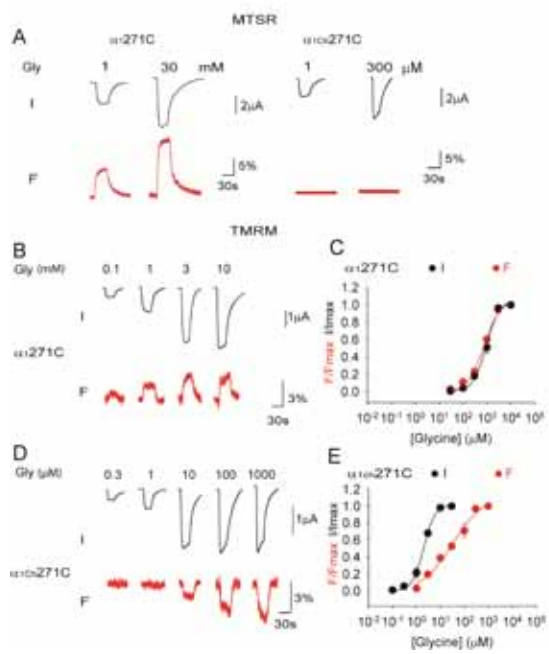 MTSR
A
α1271C
α1Ch271C
Gly
1
30
mM
1
300
μM
I
2μA
2μA
F
5%
30s
5%
30s
TMRM
B
Gly (mM)
0.1
1
3
10
I
1μA
α1271C
F
3%
30s
C
α1271C
I
F
F/Fmax I/Imax
1.2
1.0
0.8
0.6
0.4
0.2
0.0
10-2 10-1 100 101 102 103 104 105
[Glycine] (μM)
D
Gly (μM)
0.3
1
10
100
1000
I
1μA
α1Ch271C
F
3%
30s
E
α1Ch271C
I
F
F/Fmax I/Imax
1.2
1.0
0.8
0.6
0.4
0.2
0.0
10-2 10-1 100 101 102 103 104 105
[Glycine] (μM)